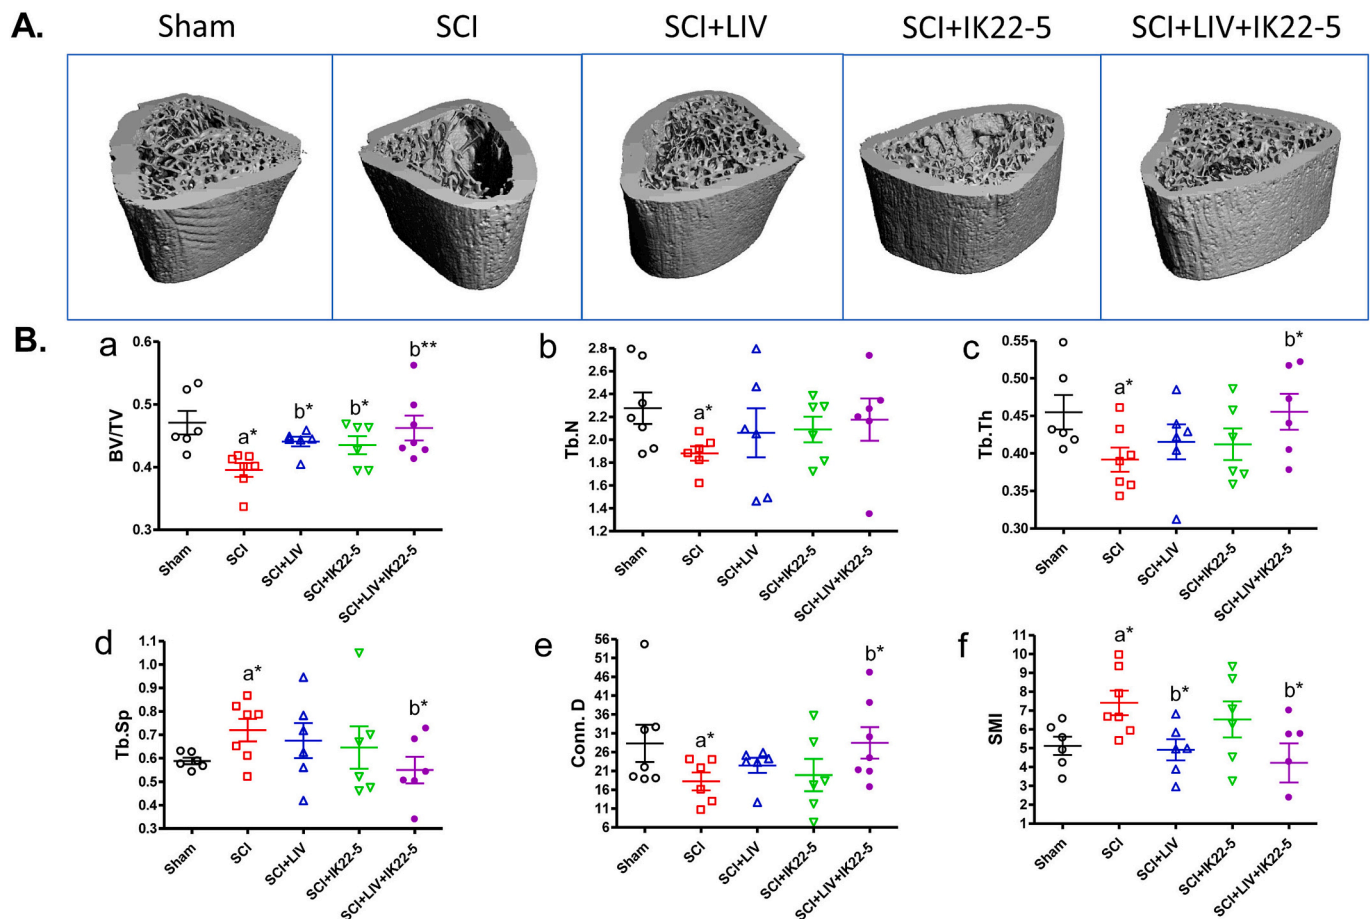 A. Sham SCI SCI+LIV SCI+IK22-5 SCI+LIV+IK22-5
B.
a
BV/TV
0.6
0.5
0.4
0.3
a*
b*
b*
b**
Sham
SCI
SCI+LIV
SCI+IK22-5
SCI+LIV+IK22-5
b
Tb.N
2.8
2.6
2.4
2.2
2.0
1.8
1.6
1.4
1.2
a*
Sham
SCI
SCI+LIV
SCI+IK22-5
SCI+LIV+IK22-5
c
Tb.Th
0.55
0.50
0.45
0.40
0.35
0.30
a*
b*
Sham
SCI
SCI+LIV
SCI+IK22-5
SCI+LIV+IK22-5
d
Tb.Sp
1.1
1.0
0.9
0.8
0.7
0.6
0.5
0.4
0.3
a*
b*
Sham
SCI
SCI+LIV
SCI+IK22-5
SCI+LIV+IK22-5
e
Conn. D
56
51
46
41
36
31
26
21
16
11
6
a*
b*
Sham
SCI
SCI+LIV
SCI+IK22-5
SCI+LIV+IK22-5
f
SMI
11
10
9
8
7
6
5
4
3
2
1
a*
b*
b*
Sham
SCI
SCI+LIV
SCI+IK22-5
SCI+LIV+IK22-5